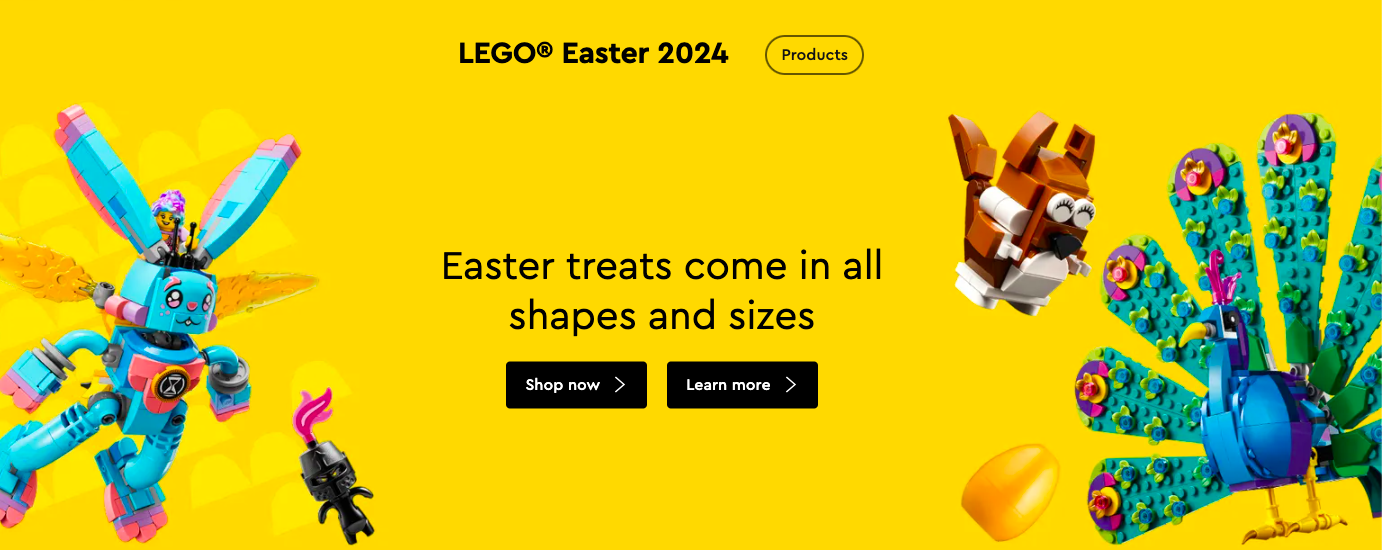 LEGO® Easter 2024
Products
Easter treats come in all
shapes and sizes
Shop now
Learn more